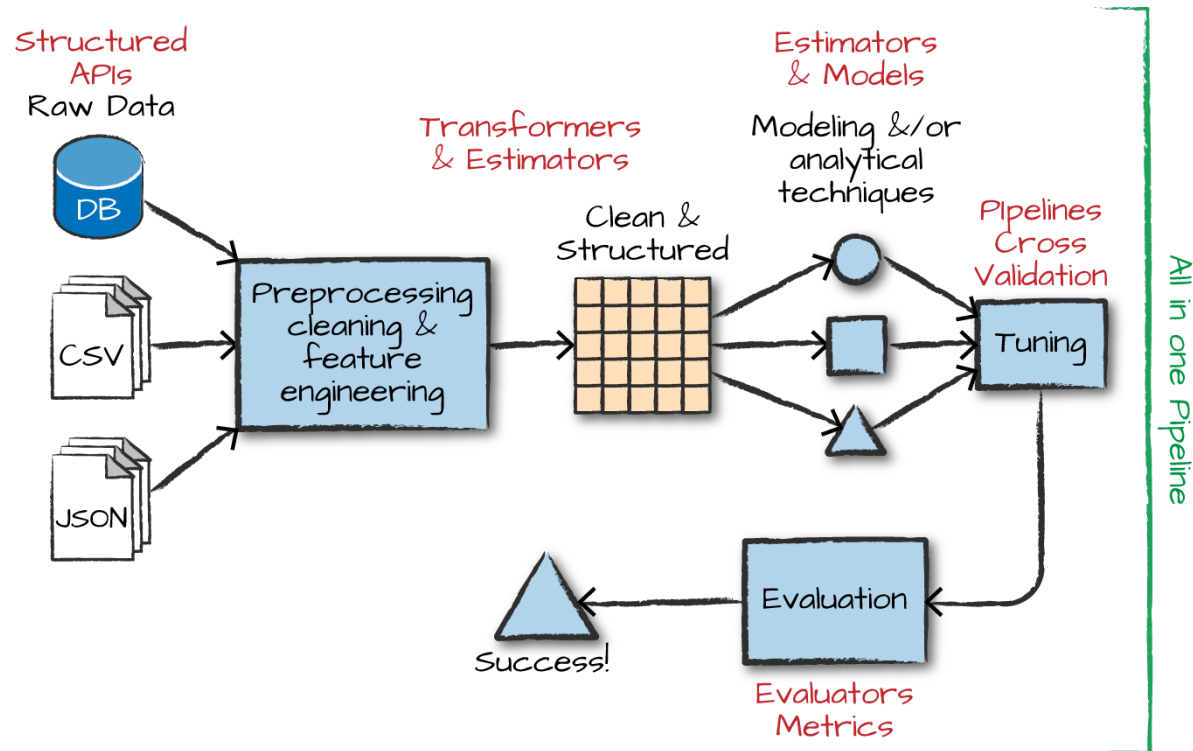 Structured
APIs
Raw Data
DB
CSV
JSON
Preprocessing
cleaning &
feature
engineering
Transformers
& Estimators
Clean &
Structured
Estimators
& Models
Modeling &/or
analytical
techniques
PIpelines
Cross
Validation
Tuning
Evaluation
Evaluators
Metrics
Success!
All in one Pipeline